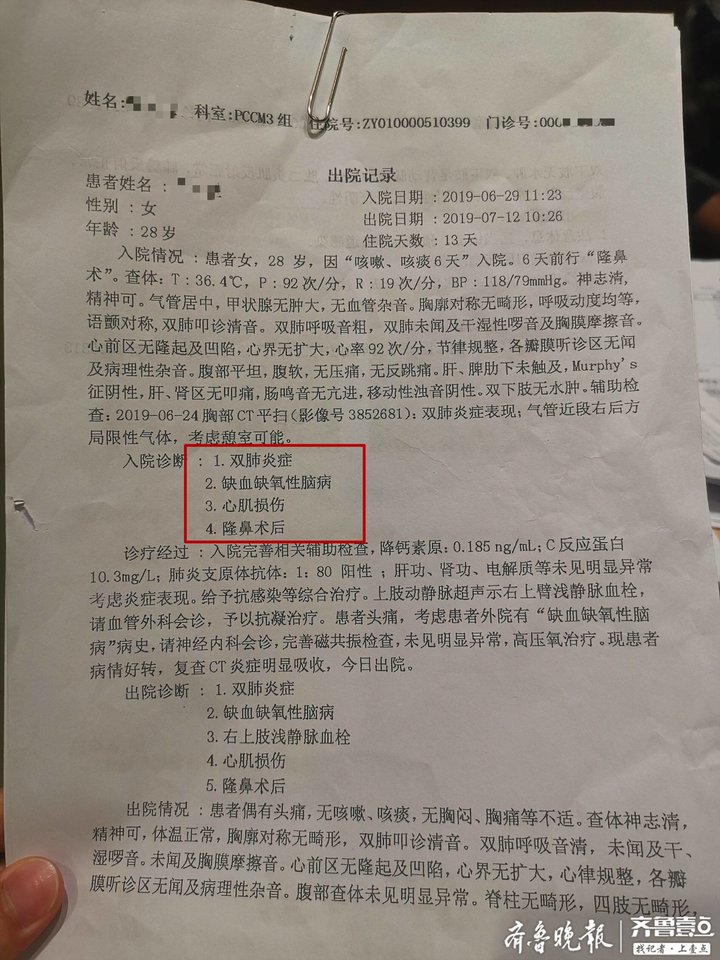 姓名: 科室:PCCM3组 住院号:ZY010000510399 门诊号:000
出院记录
患者姓名：
入院日期：2019-06-29 11:23
性别：女
出院日期：2019-07-12 10:26
年龄：28岁
住院天数：13天
入院情况：患者女，28 岁，因“咳嗽、咳痰6天”入院。6天前行“隆鼻
术”。查体：T：36.4℃，P：92次/分，R：19次/分，BP：118/79mmHg。神志清，
精神可。气管居中，甲状腺无肿大，无血管杂音。胸廓对称无畸形，呼吸动度均等，
语颤对称，双肺叩诊清音。双肺呼吸音粗，双肺未闻及干湿性啰音及胸膜摩擦音。
心前区无隆起及凹陷，心界无扩大，心率92次/分，节律规整，各瓣膜听诊区无闻
及病理性杂音。腹部平坦，腹软，无压痛，无反跳痛。肝、脾肋下未触及，Murphy's
征阴性，肝、肾区无叩痛，肠鸣音无亢进，移动性浊音阴性。双下肢无水肿。辅助检
查：2019-06-24胸部CT平扫（影像号3852681）：双肺炎症表现；气管近段右后方
局限性气体，考虑憩室可能。
入院诊断：1.双肺炎症
2.缺血缺氧性脑病
3.心肌损伤
4.隆鼻术后
诊疗经过：入院完善相关辅助检查，降钙素原：0.185ng/mL；C反应蛋白
10.3mg/L；肺炎支原体抗体：1：80 阳性；肝功、肾功、电解质等未见明显异常
考虑炎症表现。给予抗感染等综合治疗。上肢动静脉超声示右上臂浅静脉血栓，
请血管外科会诊，予以抗凝治疗。患者头痛，考虑患者外院有“缺血缺氧性脑
病”病史，请神经内科会诊，完善磁共振检查，未见明显异常，高压氧治疗。现患者
病情好转，复查CT炎症明显吸收，今日出院。
出院诊断：1.双肺炎症
2.缺血缺氧性脑病
3.右上肢浅静脉血栓
4.心肌损伤
5.隆鼻术后
出院情况：患者偶有头痛，无咳嗽、咳痰，无胸闷、胸痛等不适。查体神志清，
精神可，体温正常，胸廓对称无畸形，双肺叩诊清音。双肺呼吸音清，未闻及干、
湿啰音。未闻及胸膜摩擦音。心前区无隆起及凹陷，心界无扩大，心律规整，各瓣
膜听诊区无闻及病理性杂音。腹部查体未见明显异常。脊柱无畸形，四肢无畸形，
齐鲁晚报 齐鲁壹点
找记者·上壹点